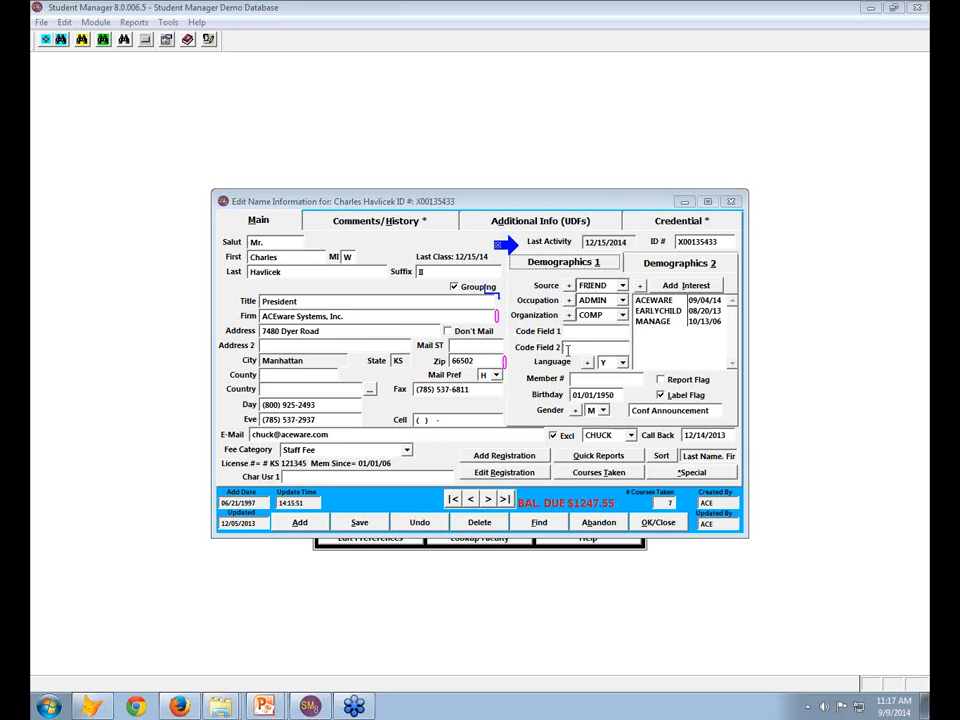 Student Manager 8.0.006.5 - Student Manager Demo Database
File Edit Module Reports Tools Help
Edit Name Information for: Charles Havlicek ID #: X00135433
Main Comments/History * Additional Info (UDFs) Credential *
Salut Mr. Last Activity 12/15/2014 ID # X00135433
First Charles MI W Last Class: 12/15/14 Demographics 1 Demographics 2
Last Havlicek Suffix II
Grouping Source + FRIEND + Add Interest
Title President Occupation + ADMIN ACEWARE 09/04/14
Firm ACEware Systems, Inc. Organization + COMP EARLYCHILD 08/20/13
MANAGE 10/13/06
Address 7480 Dyer Road Don't Mail Code Field 1
Address 2 Mail ST Code Field 2
City Manhattan State KS Zip 66502 Language + Y
County Mail Pref H Member # Report Flag
Country ... Fax (785) 537-6811 Birthday 01/01/1950 Label Flag
Day (800) 925-2493 Gender + M Conf Announcement
Eve (785) 537-2937 Cell ( ) -
E-Mail chuck@aceware.com Excl CHUCK Call Back 12/14/2013
Fee Category Staff Fee Add Registration Quick Reports Sort Last Name. Fir
License #= # KS 121345 Mem Since= 01/01/06 Edit Registration Courses Taken *Special
Char Usr 1
Add Date Update Time |< < > >| BAL. DUE $1247.55 # Courses Taken Created By
06/21/1997 14:15:51 7 ACE
Updated Updated By
12/05/2013 Add Save Undo Delete Find Abandon OK/Close ACE
Edit Preferences Lookup Faculty Help
11:17 AM
9/9/2014